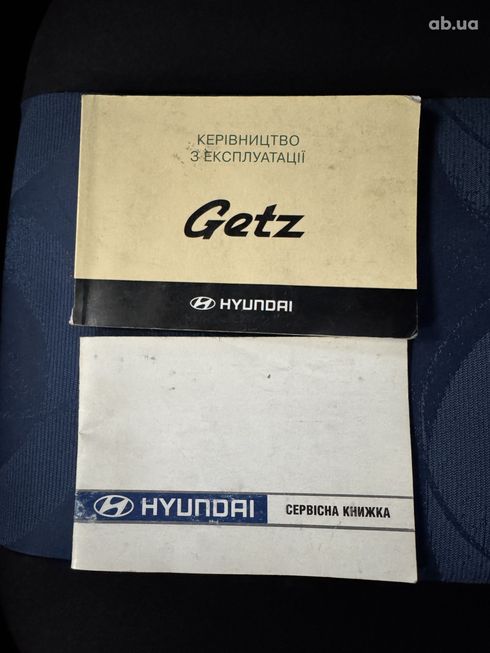 ab.ua
КЕРІВНИЦТВО
З ЕКСПЛУАТАЦІЇ
Getz
HYUNDAI
HYUNDAI СЕРВІСНА КНИЖКА